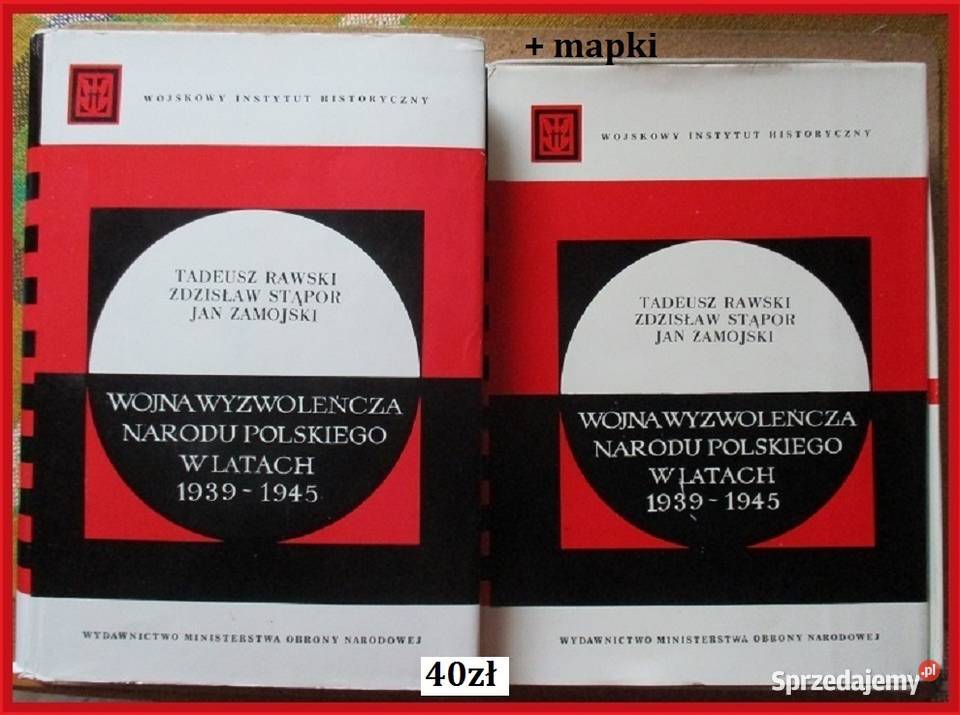 + mapki
WOJSKOWY INSTYTUT HISTORYCZNY
TADEUSZ RAWSKI
ZDZISŁAW STĄPOR
JAN ZAMOJSKI
WOJNA WYZWOLEŃCZA
NARODU POLSKIEGO
W LATACH
1939-1945
WYDAWNICTWO MINISTERSTWA OBRONY NARODOWEJ
WOJSKOWY INSTYTUT HISTORYCZNY
TADEUSZ RAWSKI
ZDZISŁAW STĄPOR
JAN ZAMOJSKI
WOJNA WYZWOLEŃCZA
NARODU POLSKIEGO
W LATACH
1939-1945
WYDAWNICTWO MINISTERSTWA OBRONY NARODOWEJ
40zł
Sprzedajemy.pl